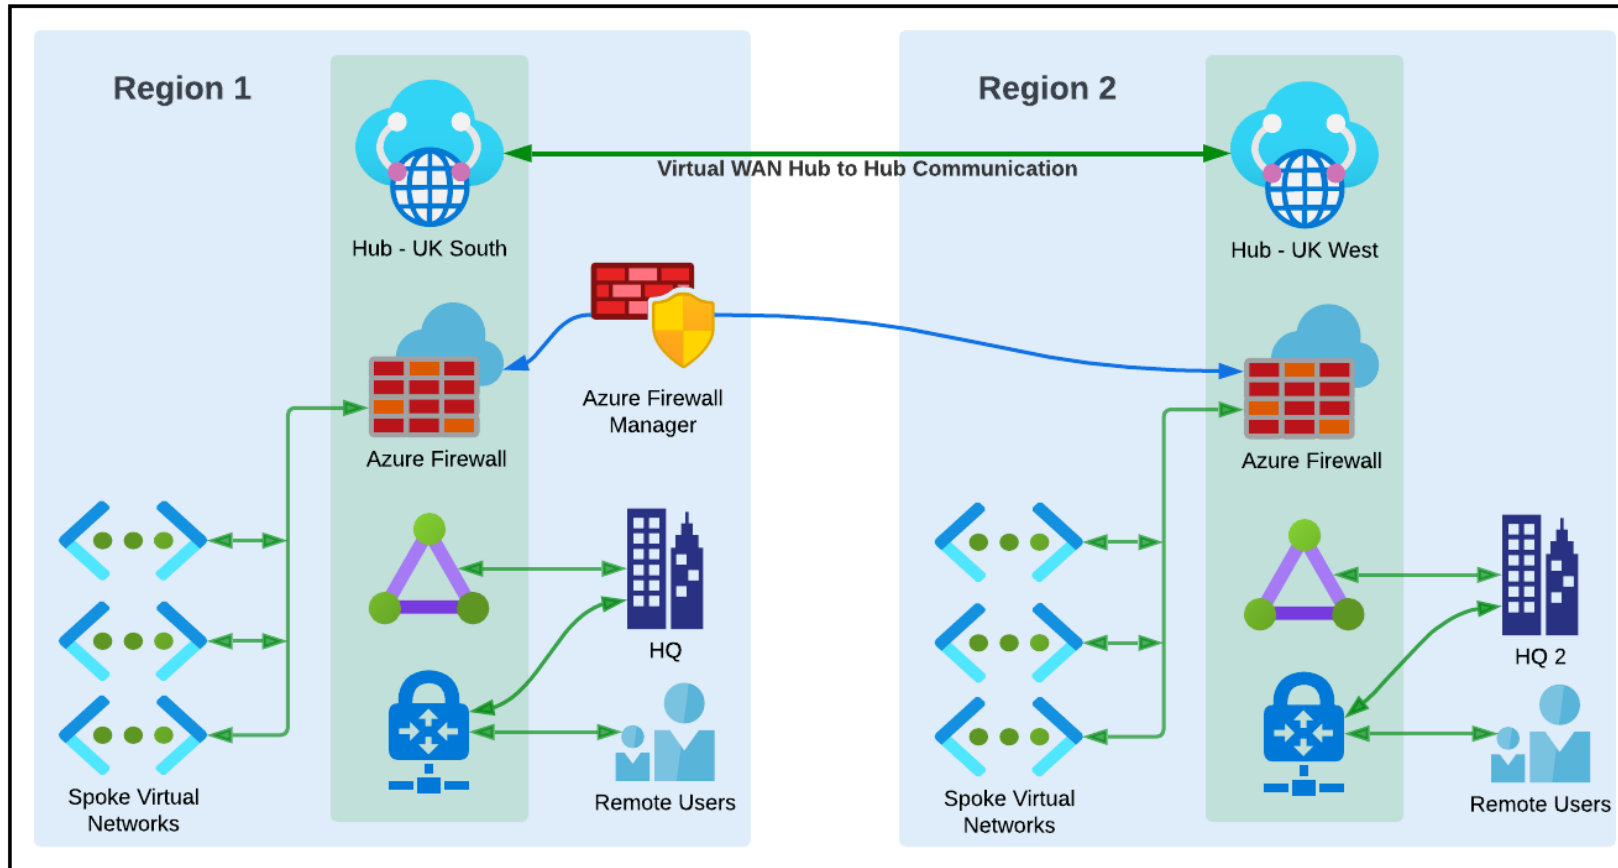 Region 1
Region 2
Virtual WAN Hub to Hub Communication
Hub - UK South
Hub - UK West
Azure Firewall
Manager
Azure Firewall
Azure Firewall
HQ
HQ 2
Spoke Virtual
Networks
Remote Users
Spoke Virtual
Networks
Remote Users